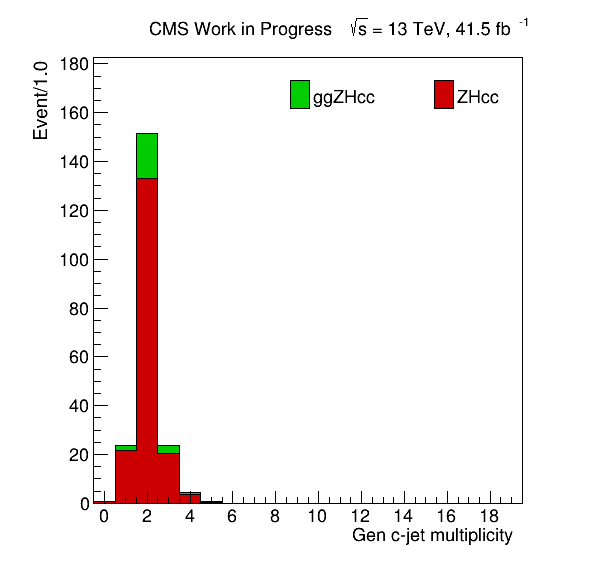 CMS Work in Progress √s = 13 TeV, 41.5 fb -1
Event/1.0
180
160
140
120
100
80
60
40
20
0
ggZHcc ZHcc
0 2 4 6 8 10 12 14 16 18
Gen c-jet multiplicity